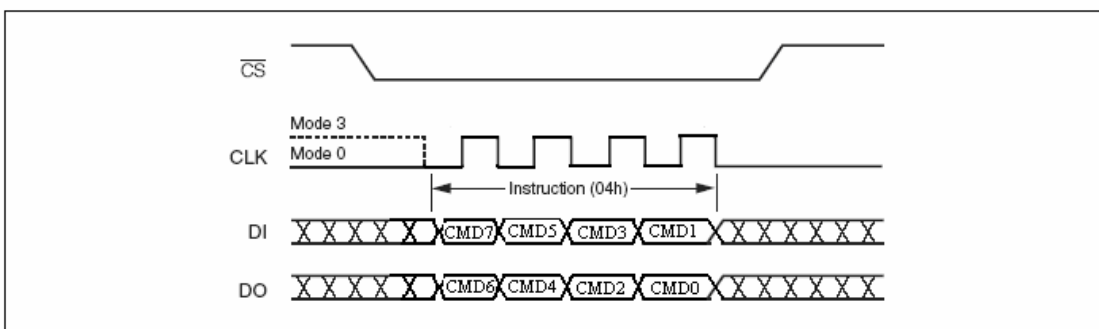 CS
Mode 3
CLK Mode 0
Instruction (04h)
DI CMD7 CMD5 CMD3 CMD1
DO CMD6 CMD4 CMD2 CMD0